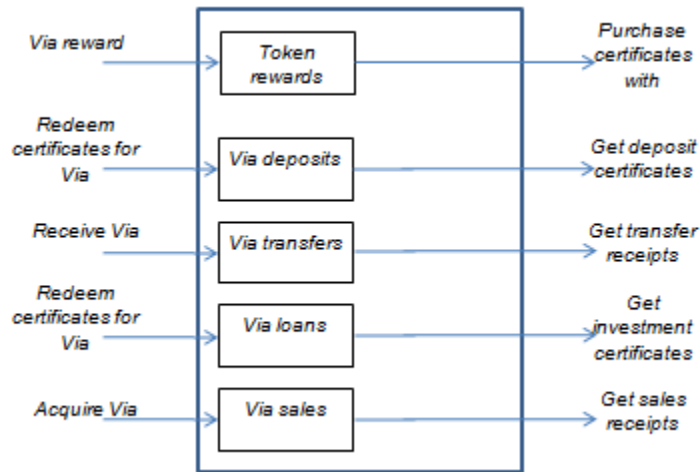 Via reward
Token
rewards
Purchase
certificates
with
Redeem
certificates for
Via
Via deposits
Get deposit
certificates
Receive Via
Via transfers
Get transfer
receipts
Redeem
certificates for
Via
Via loans
Get
investment
certificates
Acquire Via
Via sales
Get sales
receipts